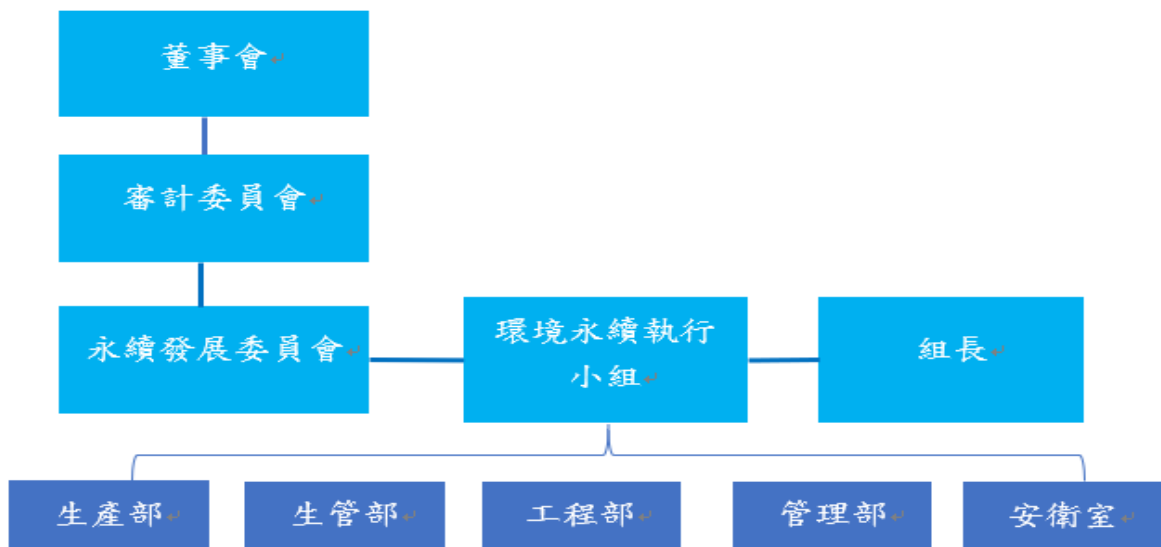 董事會
審計委員會
永續發展委員會
環境永續執行
小組
組長
生產部
生管部
工程部
管理部
安衛室